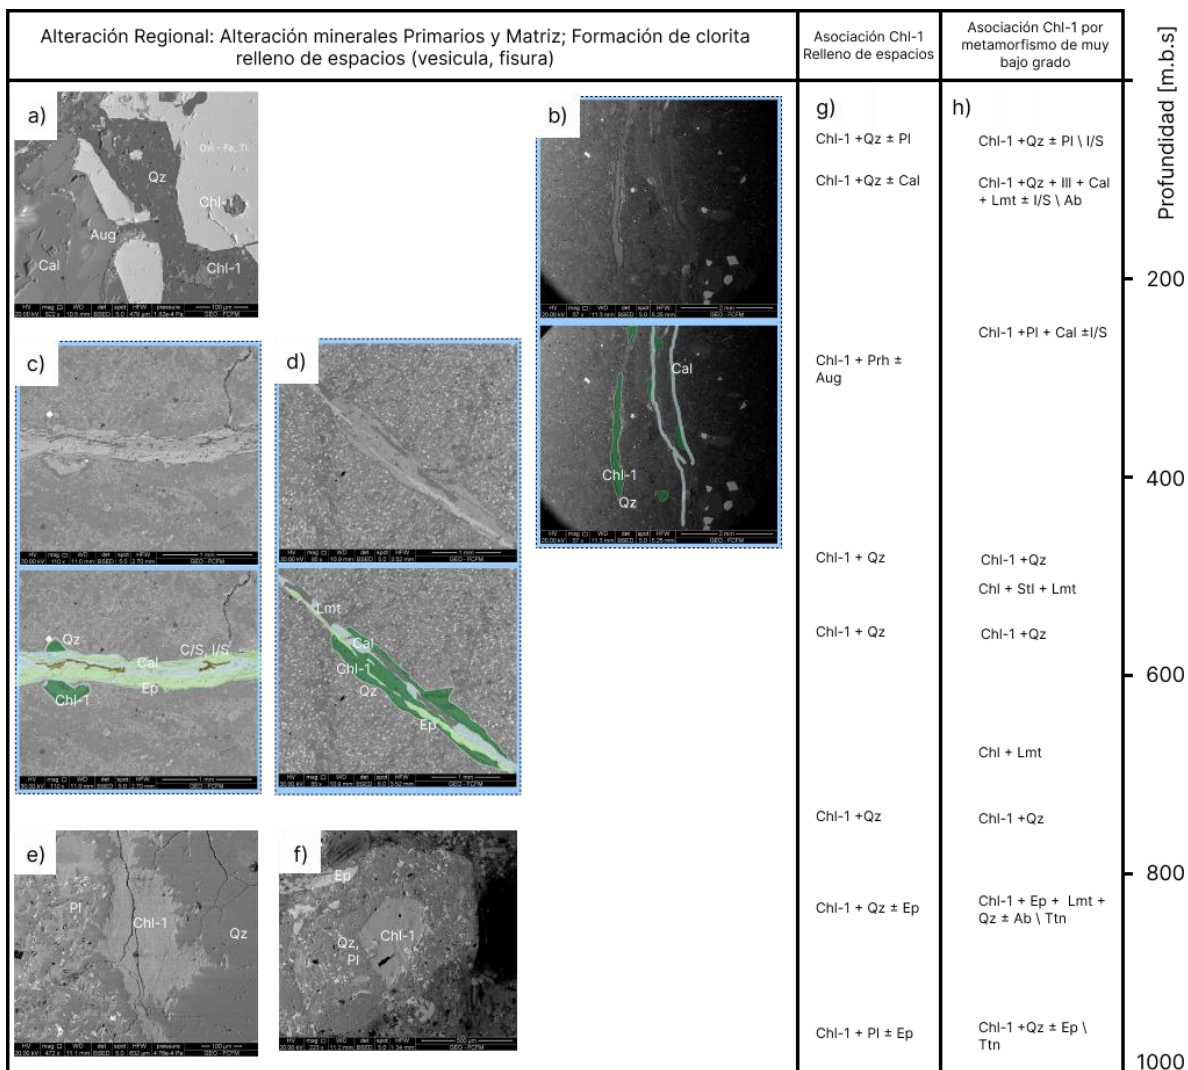 Alteración Regional: Alteración minerales Primarios y Matriz; Formación de clorita
relleno de espacios (vesicula, fisura)
Asociación Chl-1
Relleno de espacios
Asociación Chl-1 por
metamorfismo de muy
bajo grado
Profundidad [m.b.s]
a)
Qz
Oxi - Fe, Ti
Chl
Aug
Cal
Chl-1
b)
Cal
Chl-1
Qz
c)
Qz
C/S, I/S
Cal
Ep
Chl-1
d)
Lmt
Cal
Chl-1
Qz
Ep
e)
Pl
Chl-1
Qz
f)
Ep
Qz,
Pl
Chl-1
g)
Chl-1 +Qz ± Pl
Chl-1 +Qz ± Cal
Chl-1 + Prh ±
Aug
Chl-1 + Qz
Chl-1 + Qz
Chl-1 +Qz
Chl-1 + Qz ± Ep
Chl-1 + Pl ± Ep
h)
Chl-1 +Qz ± Pl \ I/S
Chl-1 +Qz + Ill + Cal
+ Lmt ± I/S \ Ab
Chl-1 +Pl + Cal ±I/S
Chl-1 +Qz
Chl + Stl + Lmt
Chl-1 +Qz
Chl + Lmt
Chl-1 +Qz
Chl-1 + Ep + Lmt +
Qz ± Ab \ Ttn
Chl-1 +Qz ± Ep \
Ttn
200
400
600
800
1000